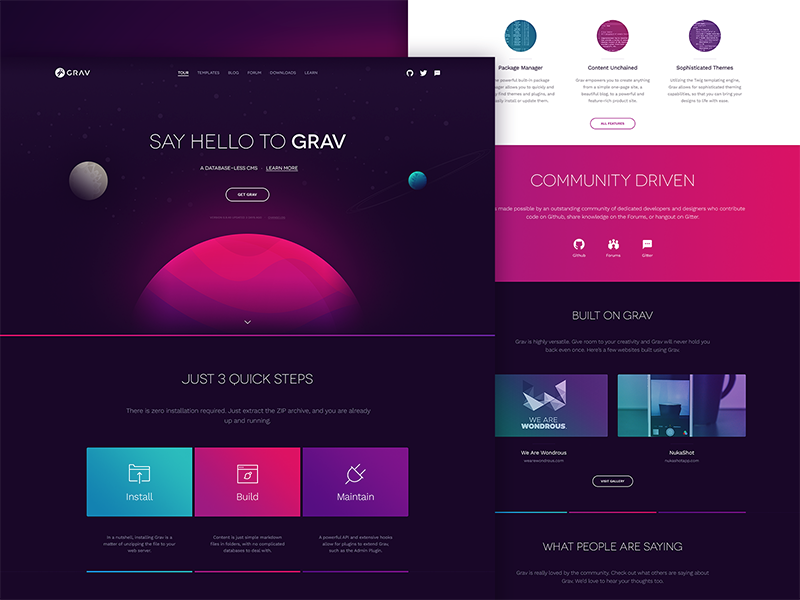 GRAV
TOUR TEMPLATES BLOG FORUM DOWNLOADS LEARN
SAY HELLO TO GRAV
A DATABASE-LESS CMS - LEARN MORE
GET GRAV
JUST 3 QUICK STEPS
There is zero installation required. Just extract the ZIP archive, and you are already
up and running.
Install
Build
Maintain
In a nutshell, installing Grav is a
matter of unzipping the file to your
web server.
Content is just simple markdown
files in folders, with no complicated
databases to deal with.
A powerful API and extensive hooks
allow for plugins to extend Grav,
such as the Admin Plugin.
Package Manager
powerful built-in package
allows you to quickly and
find themes and plugins, and
install or update them.
Content Unchained
Grav empowers you to create anything
from a simple one-page site, a
beautiful blog, to a powerful and
feature-rich product site.
Sophisticated Themes
Utilizing the Twig templating engine,
Grav allows for sophisticated theming
capabilities, so that you can bring your
designs to life with ease.
ALL FEATURES
COMMUNITY DRIVEN
made possible by an outstanding community of dedicated developers and designers who contribute
code on Github, share knowledge on the Forums, or hangout on Gitter.
Github
Forums
Gitter
BUILT ON GRAV
Grav is highly versatile. Give room to your creativity and Grav will never hold you
back even once. Here's a few websites built using Grav.
WE ARE
WONDROUS.
We Are Wondrous
NukaShot
nukashotapp.com
VISIT GALLERY
WHAT PEOPLE ARE SAYING
Grav is really loved by the community. Check out what others are saying about
Grav. We'd love to hear your thoughts too.